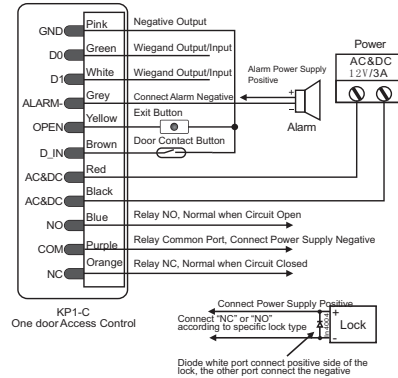 GND Pink Negative Output
D0 Green Wiegand Output/Input
D1 White Wiegand Output/Input
ALARM- Grey Connect Alarm Negative
OPEN Yellow Exit Button
D_IN Brown Door Contact Button
AC&DC Red
AC&DC Black
NO Blue Relay NO, Normal when Circuit Open
COM Purple Relay Common Port, Connect Power Supply Negative
NC Orange Relay NC, Normal when Circuit Closed
KP1-C
One door Access Control
Alarm Power Supply
Positive
+
−
Alarm
Power
AC&DC
12V/3A
Connect Power Supply Positive
Connect "NC" or "NO"
according to specific lock type
+
-
Lock
Diode white port connect positive side of the
lock, the other port connect the negative